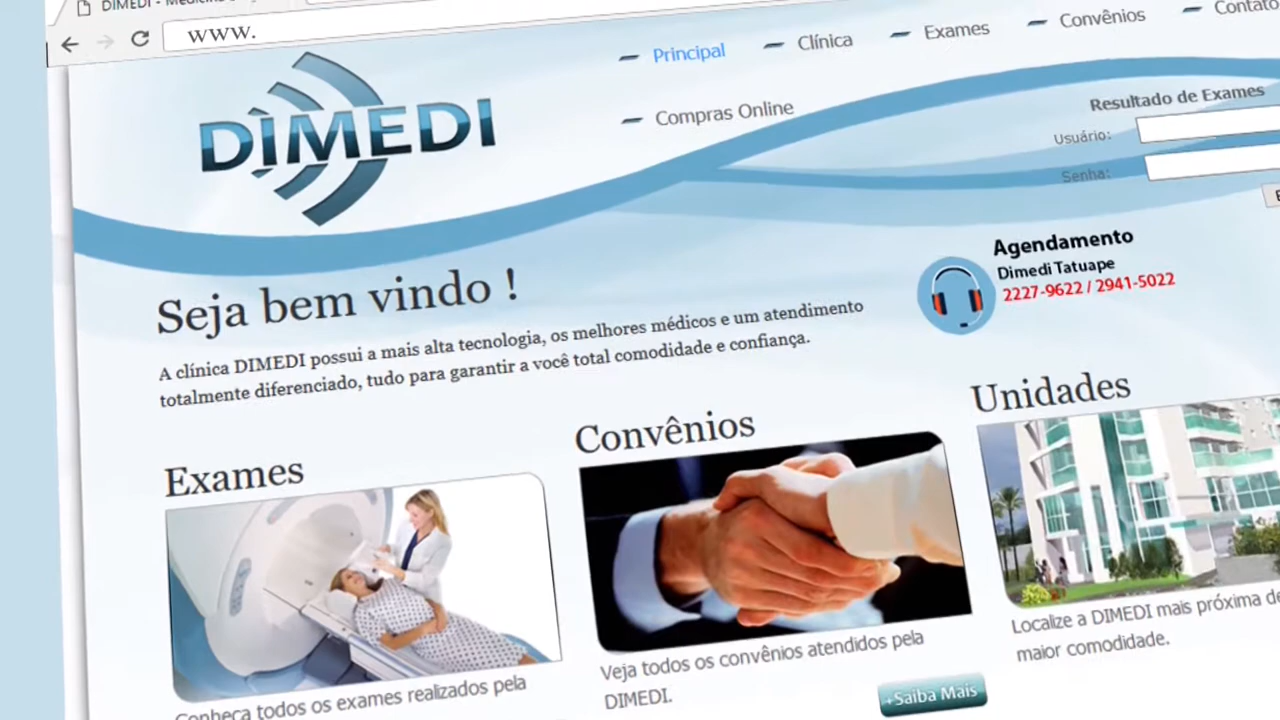 DIMEDI - Medicina
www.
DIMEDI
Principal
Clínica
Exames
Convênios
Contato
Compras Online
Resultado de Exames
Usuário:
Senha:
Agendamento
Dimedi Tatuape
2227-9622 / 2941-5022
Seja bem vindo !
A clínica DIMEDI possui a mais alta tecnologia, os melhores médicos e um atendimento
totalmente diferenciado, tudo para garantir a você total comodidade e confiança.
Exames
Conheça todos os exames realizados pela
Convênios
Veja todos os convênios atendidos pela
DIMEDI.
+Saiba Mais
Unidades
Localize a DIMEDI mais próxima de
maior comodidade.